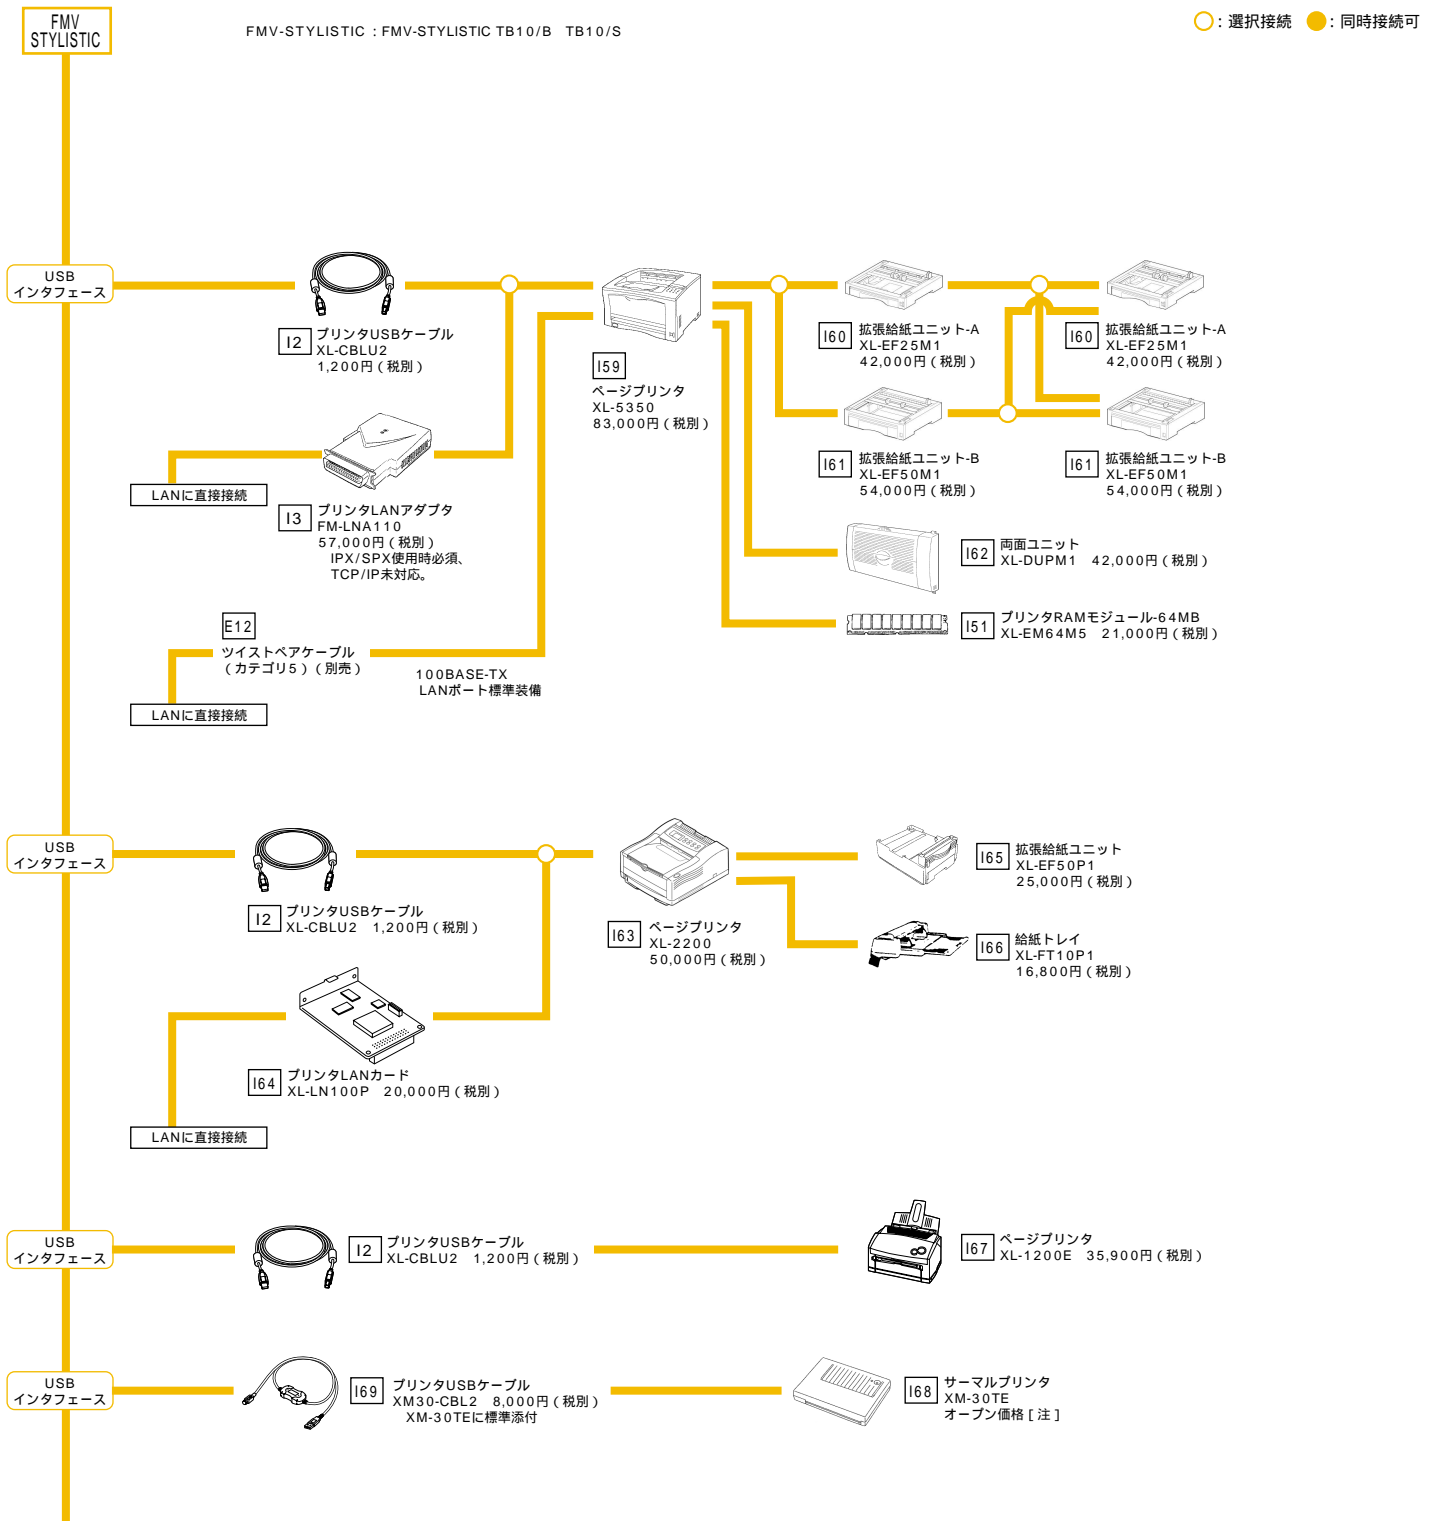 FMV
STYLISTIC
FMV-STYLISTIC : FMV-STYLISTIC TB10/B TB10/S
○ : 選択接続 ● : 同時接続可
USB
インタフェース
I2
プリンタUSBケーブル
XL-CBLU2
1,200円(税別)
I59
ページプリンタ
XL-5350
83,000円(税別)
I60
拡張給紙ユニット-A
XL-EF25M1
42,000円(税別)
I60
拡張給紙ユニット-A
XL-EF25M1
42,000円(税別)
I61
拡張給紙ユニット-B
XL-EF50M1
54,000円(税別)
I61
拡張給紙ユニット-B
XL-EF50M1
54,000円(税別)
LANに直接接続
I3
プリンタLANアダプタ
FM-LNA110
57,000円(税別)
IPX/SPX使用時必須、
TCP/IP未対応。
I62
両面ユニット
XL-DUPM1 42,000円(税別)
I51
プリンタRAMモジュール-64MB
XL-EM64M5 21,000円(税別)
E12
ツイストペアケーブル
(カテゴリ5)(別売)
100BASE-TX
LANポート標準装備
LANに直接接続
USB
インタフェース
I2
プリンタUSBケーブル
XL-CBLU2 1,200円(税別)
I63
ページプリンタ
XL-2200
50,000円(税別)
I65
拡張給紙ユニット
XL-EF50P1
25,000円(税別)
I66
給紙トレイ
XL-FT10P1
16,800円(税別)
I64
プリンタLANカード
XL-LN100P 20,000円(税別)
LANに直接接続
USB
インタフェース
I2
プリンタUSBケーブル
XL-CBLU2 1,200円(税別)
I67
ページプリンタ
XL-1200E 35,900円(税別)
USB
インタフェース
I69
プリンタUSBケーブル
XM30-CBL2 8,000円(税別)
XM-30TEに標準添付
I68
サーマルプリンタ
XM-30TE
オープン価格[注]